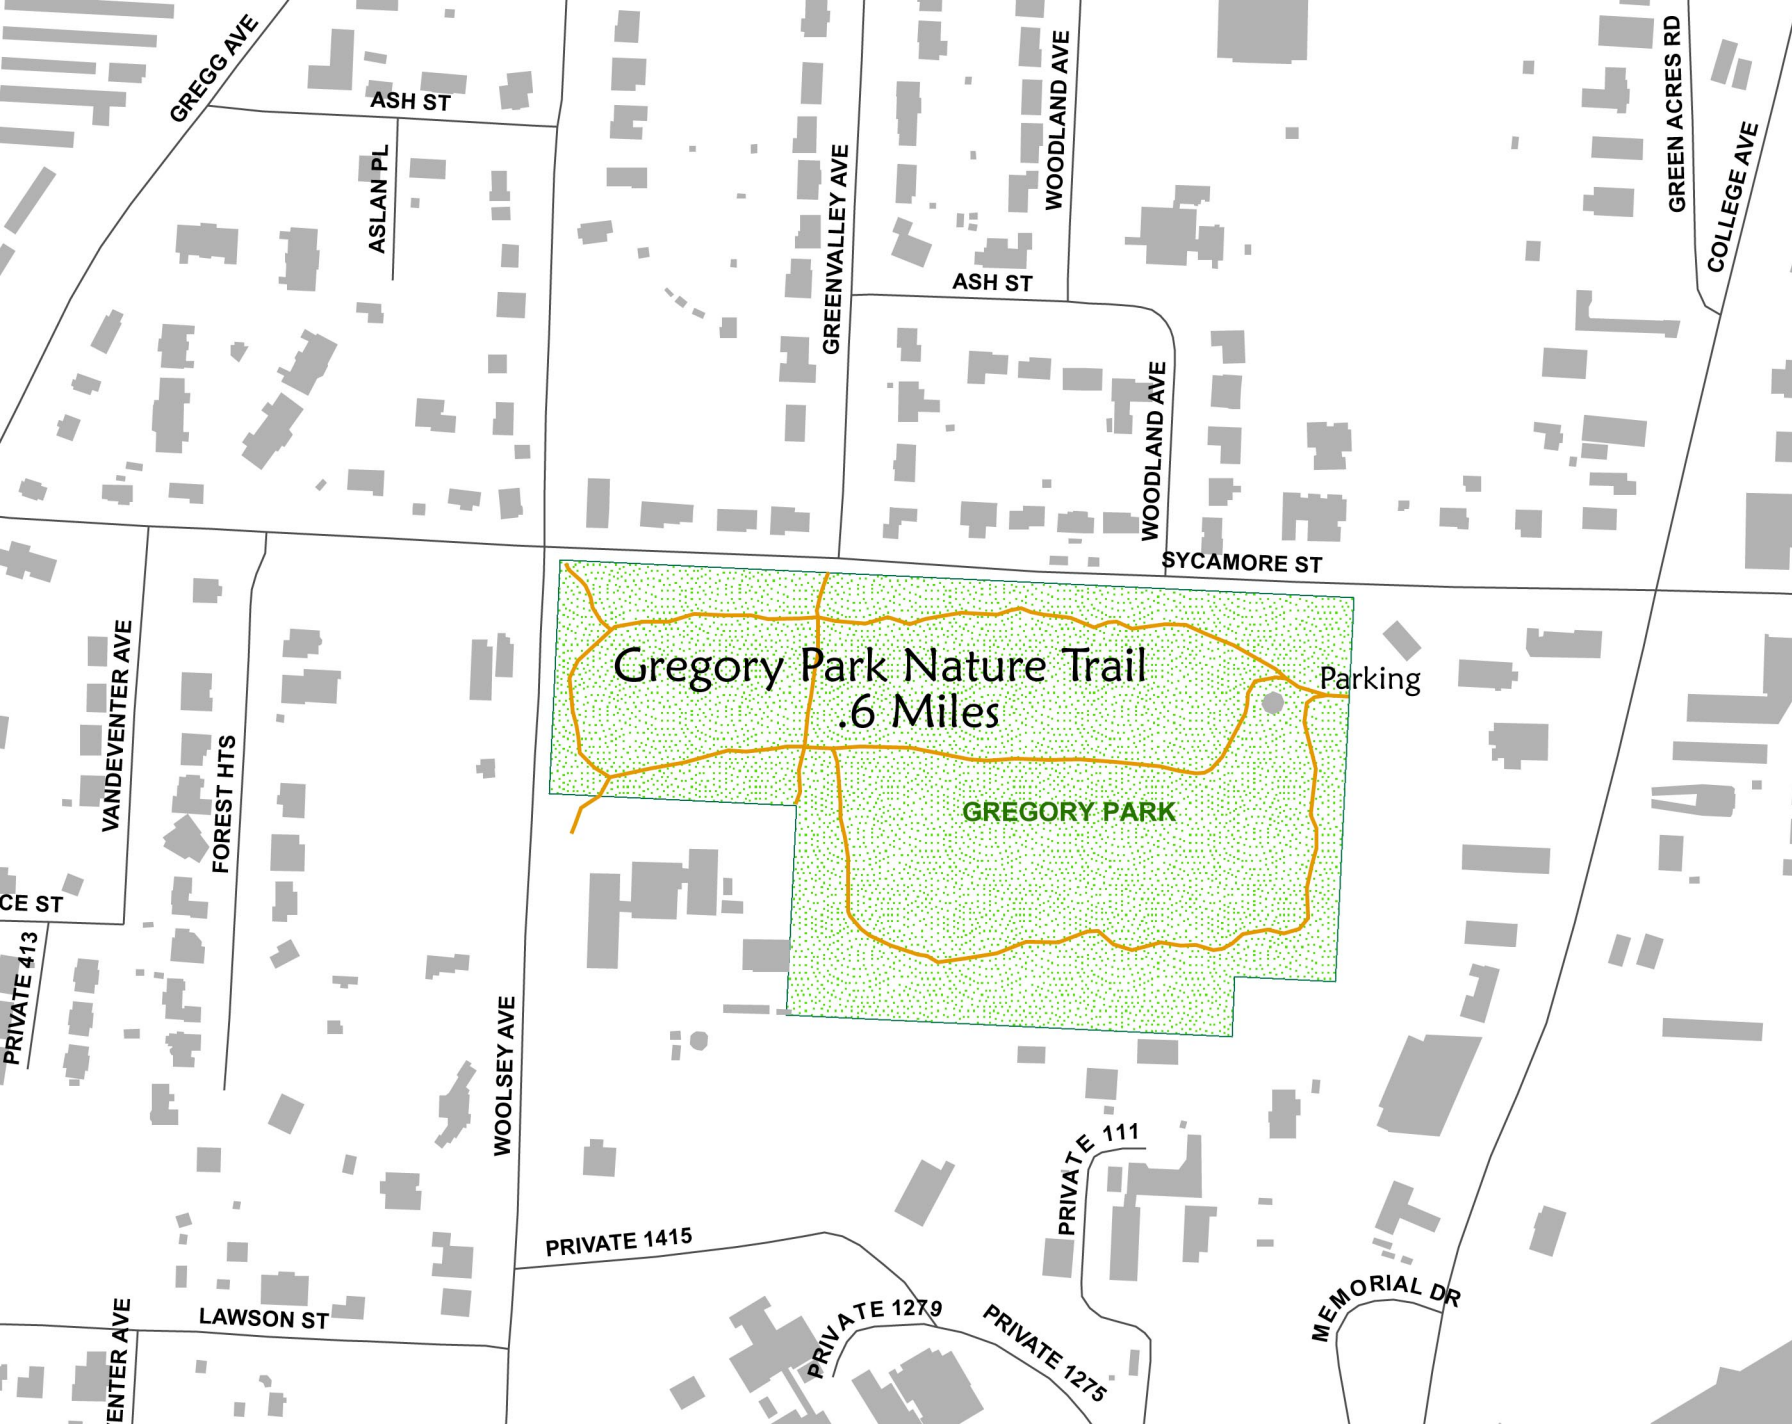 GREGG AVE
ASH ST
ASLAN PL
GREENVALLEY AVE
WOODLAND AVE
ASH ST
WOODLAND AVE
GREEN ACRES RD
COLLEGE AVE
SYCAMORE ST
Gregory Park Nature Trail
.6 Miles
Parking
GREGORY PARK
VANDEVENTER AVE
FOREST HTS
CE ST
PRIVATE 413
WOOLSEY AVE
PRIVATE 111
PRIVATE 1415
PRIVATE 1279
PRIVATE 1275
MEMORIAL DR
LAWSON ST
TENTER AVE